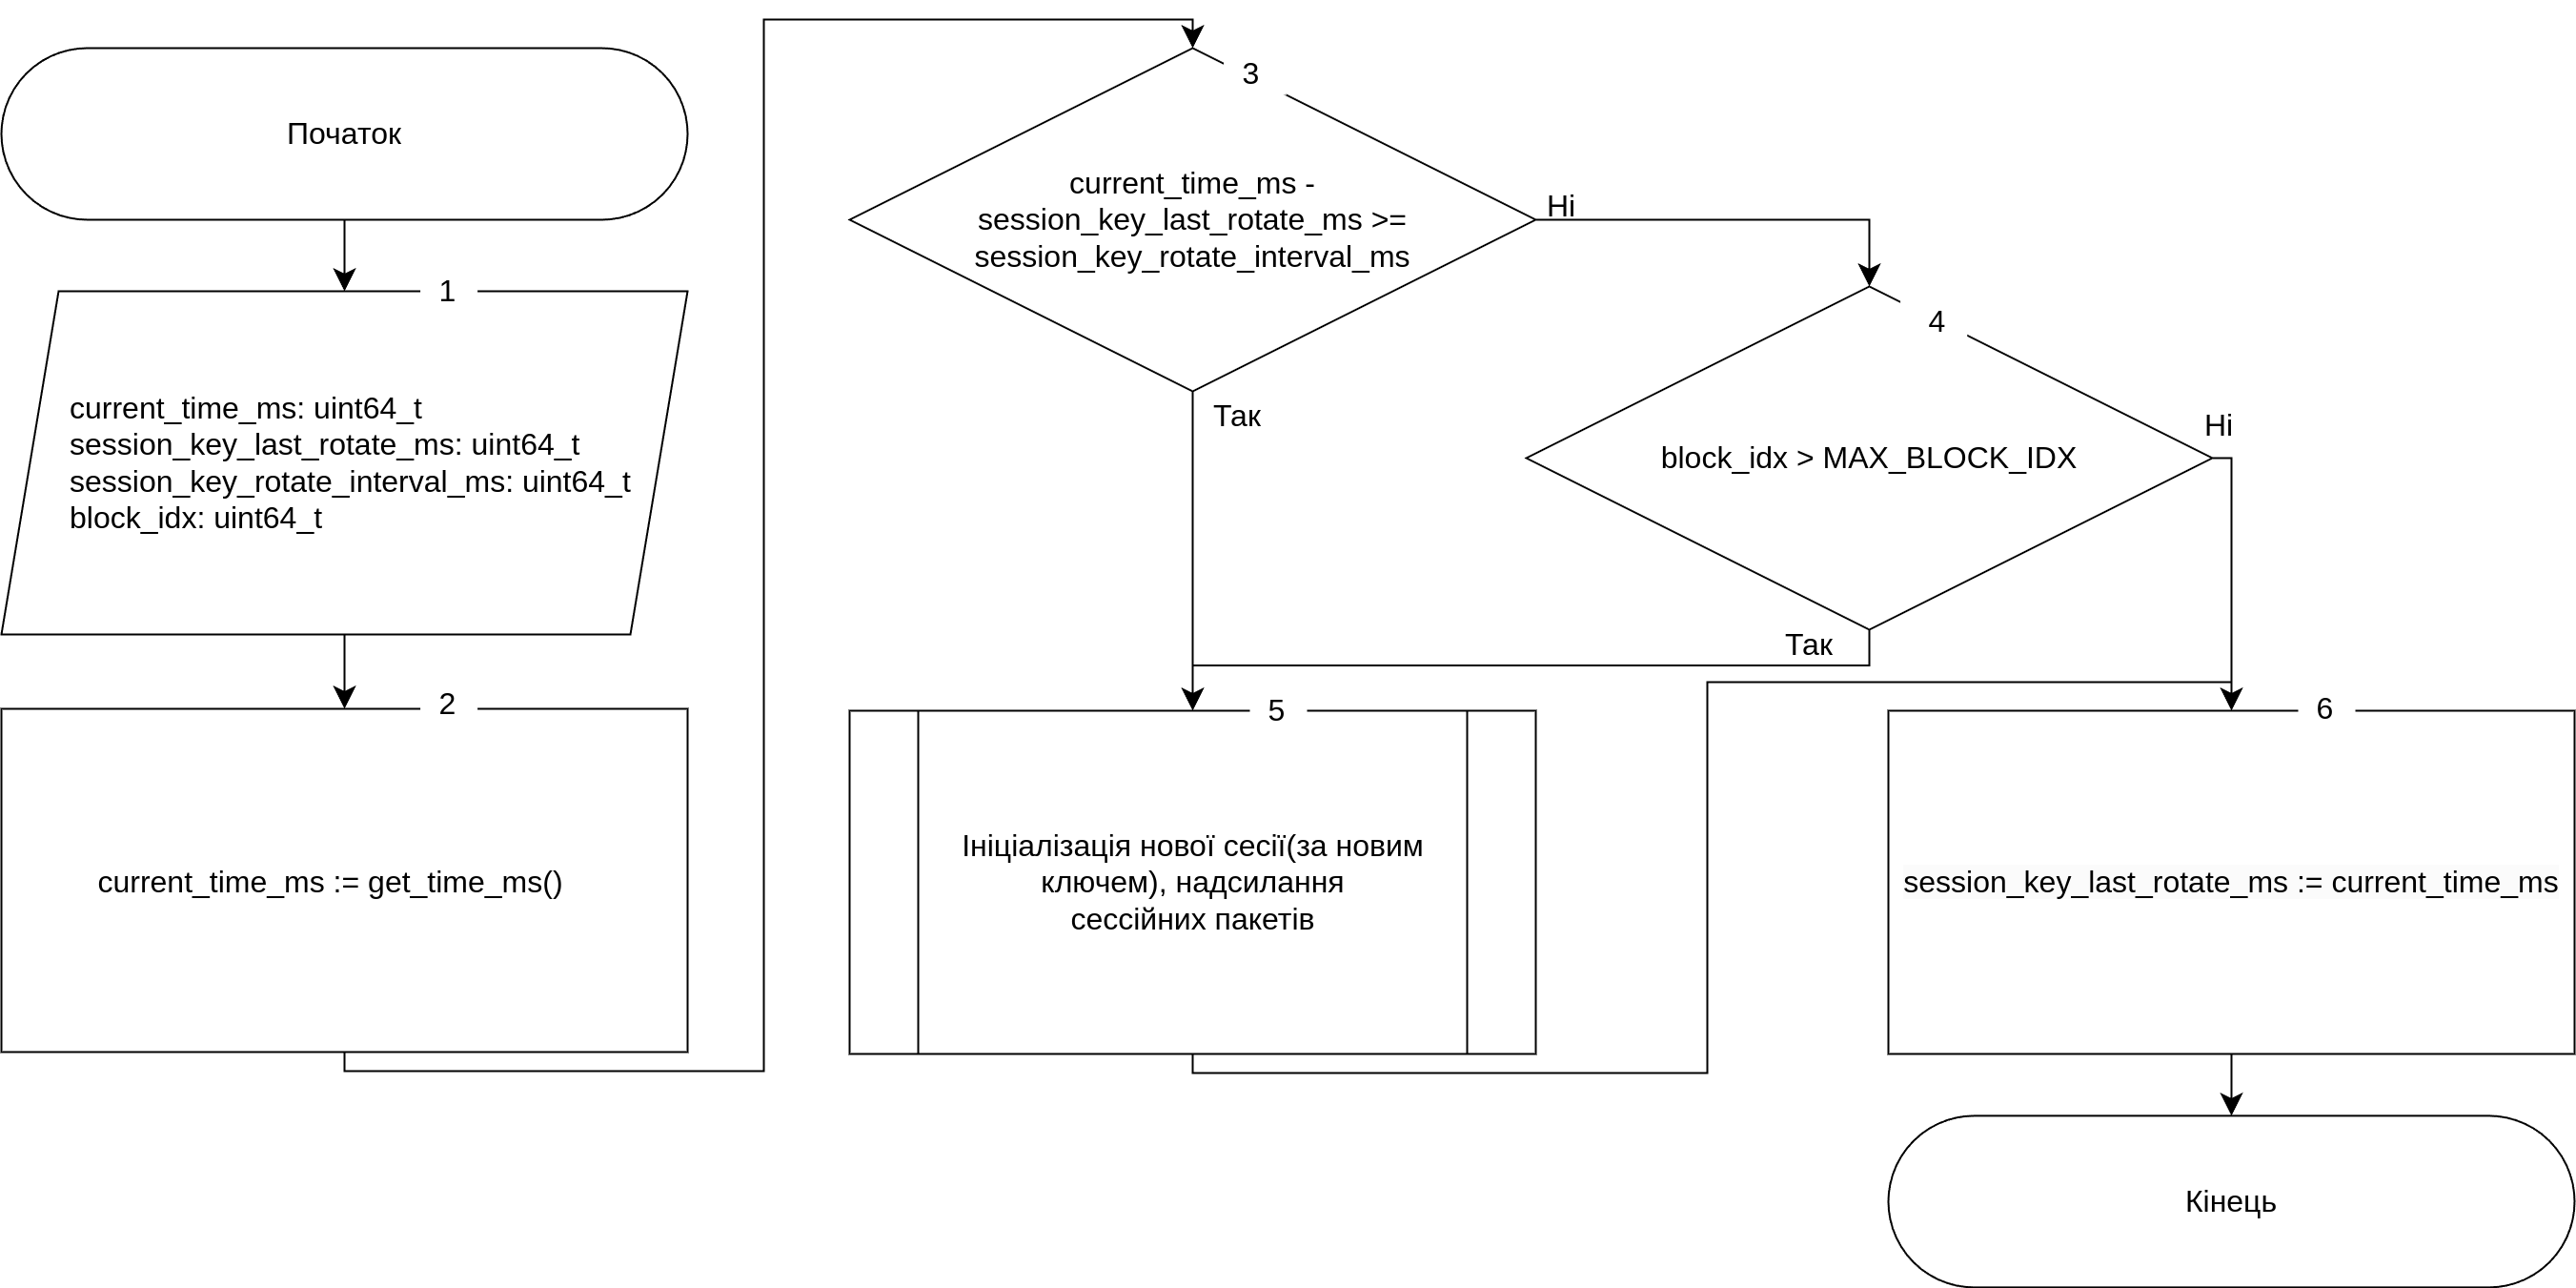 Початок
1
current_time_ms: uint64_t
session_key_last_rotate_ms: uint64_t
session_key_rotate_interval_ms: uint64_t
block_idx: uint64_t
2
current_time_ms := get_time_ms()
3
current_time_ms -
session_key_last_rotate_ms >=
session_key_rotate_interval_ms
Ні
Так
4
block_idx > MAX_BLOCK_IDX
Ні
Так
5
Ініціалізація нової сесії(за новим
ключем), надсилання
сессійних пакетів
6
session_key_last_rotate_ms := current_time_ms
Кінець